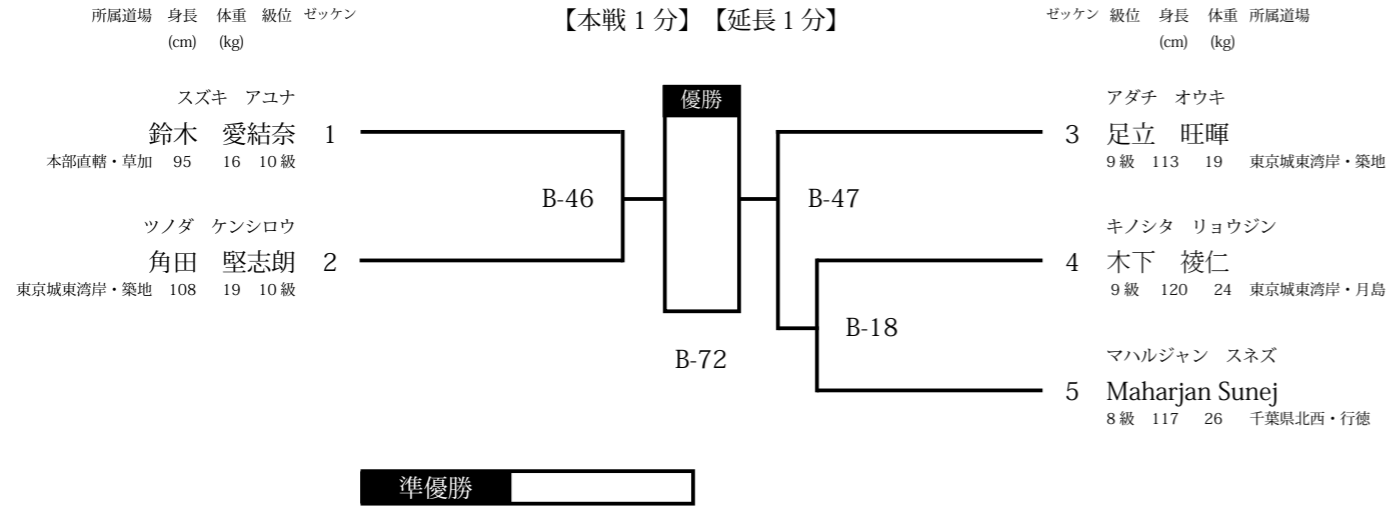 所属道場 身長 体重 級位 ゼッケン
(cm) (kg)
【本戦 1 分】【延長 1 分】
ゼッケン 級位 身長 体重 所属道場
(cm) (kg)
スズキ アユナ
鈴木 愛結奈 1
本部直轄・草加 95 16 10 級
B-46
ツノダ ケンシロウ
角田 堅志朗 2
東京城東湾岸・築地 108 19 10 級
優勝
B-72
アダチ オウキ
3 足立 旺暉
9 級 113 19 東京城東湾岸・築地
B-47
キノシタ リョウジン
4 木下 祾仁
9 級 120 24 東京城東湾岸・月島
B-18
マハルジャン スネズ
5 Maharjan Sunej
8 級 117 26 千葉県北西・行徳
準優勝